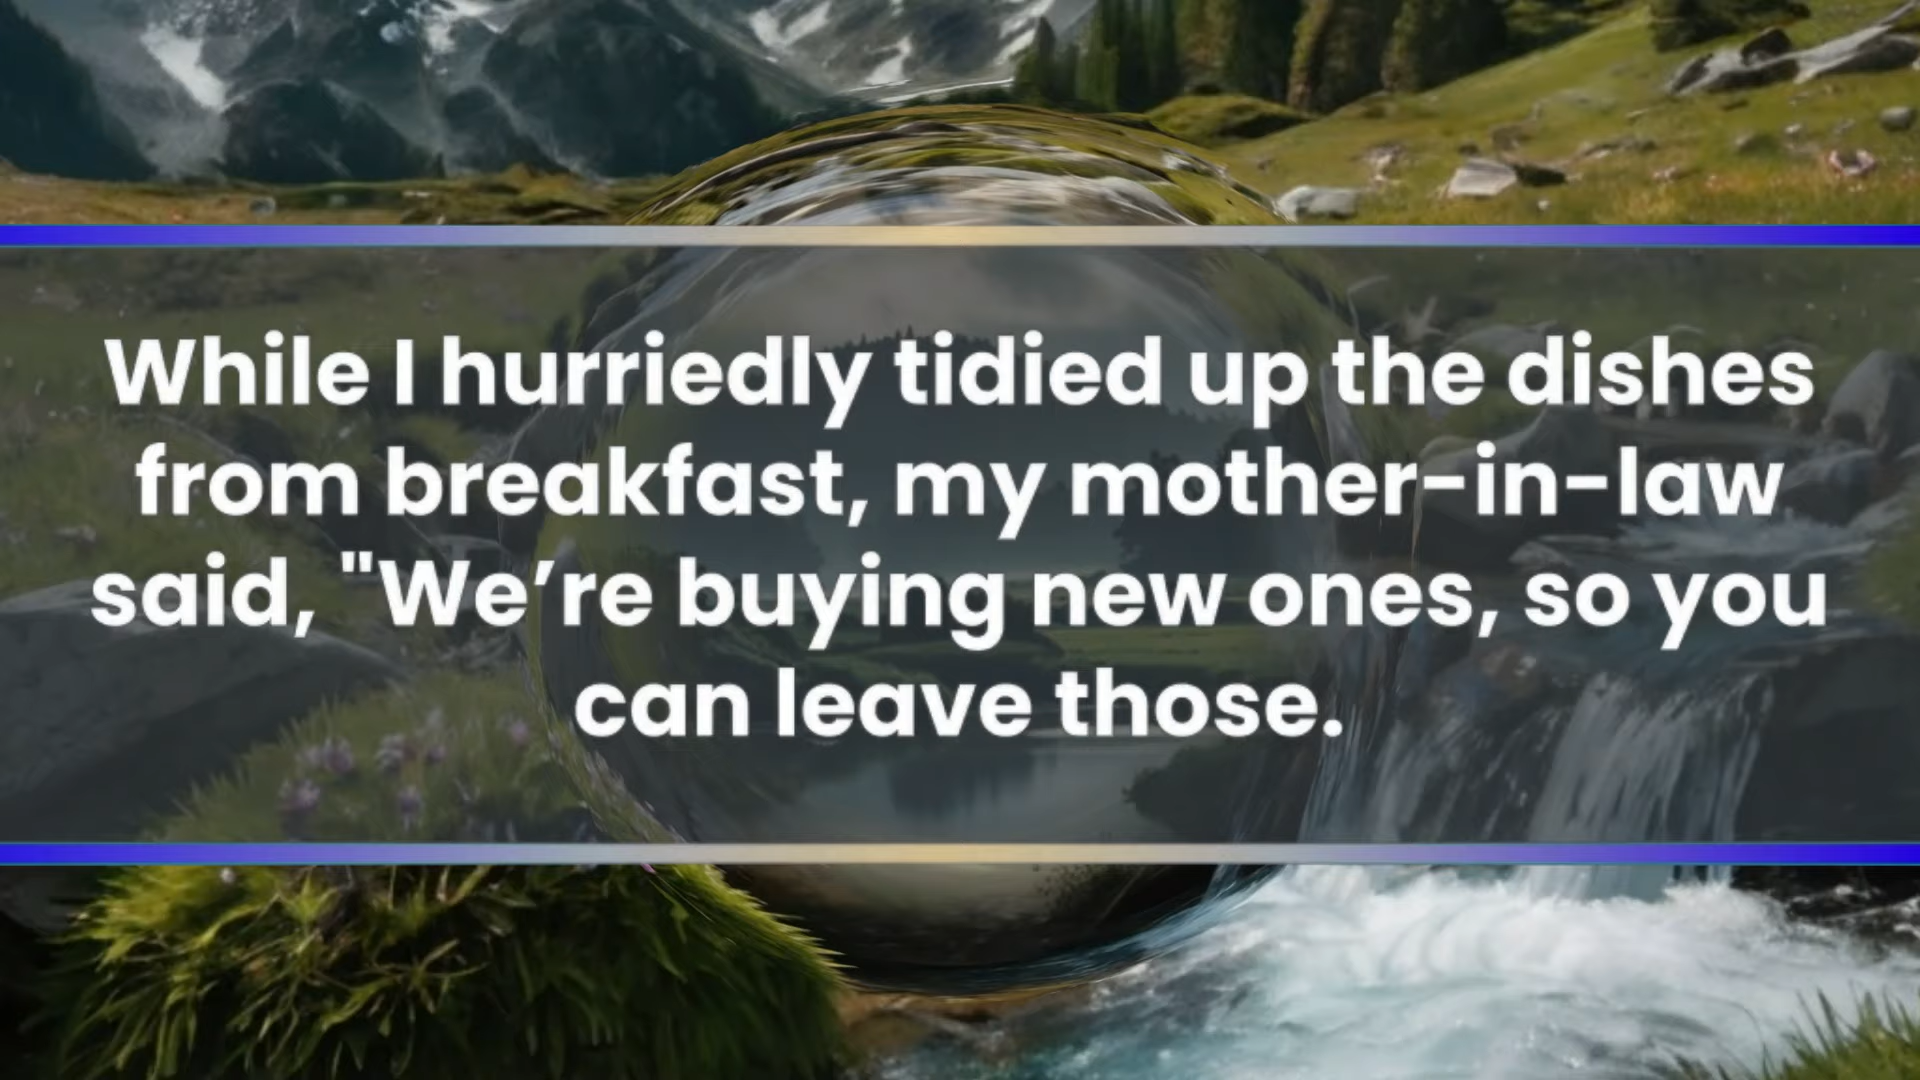 While I hurriedly tidied up the dishes
from breakfast, my mother-in-law
said, "We’re buying new ones, so you
can leave those.